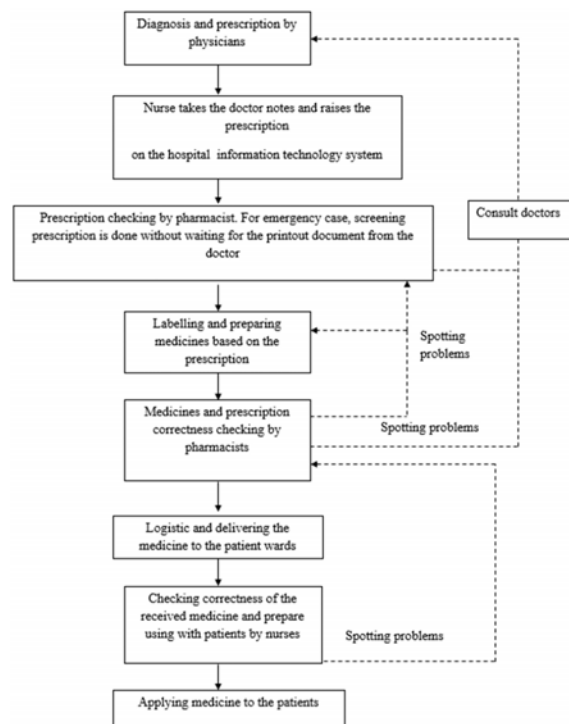 Diagnosis and prescription by
physicians
Nurse takes the doctor notes and raises the
prescription
on the hospital information technology system
Prescription checking by pharmacist. For emergency case, screening
prescription is done without waiting for the printout document from the
doctor
Consult doctors
Labelling and preparing
medicines based on the
prescription
Spotting
problems
Medicines and prescription
correctness checking by
pharmacists
Spotting problems
Logistic and delivering the
medicine to the patient wards
Checking correctness of the
received medicine and prepare
using with patients by nurses
Spotting problems
Applying medicine to the patients